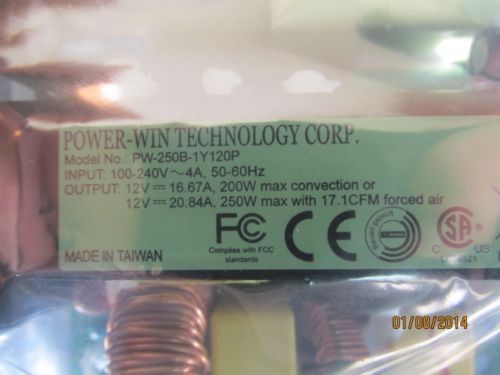 POWER-WIN TECHNOLOGY CORP.
Model No.: PW-250B-1Y120P
INPUT: 100-240V~4A, 50-60Hz
OUTPUT: 12V⎓16.67A, 200W max convection or
12V⎓20.84A, 250W max with 17.1CFM forced air
FC
CE
SA
C US
Complies with FCC
standards
MADE IN TAIWAN
01/08/2014